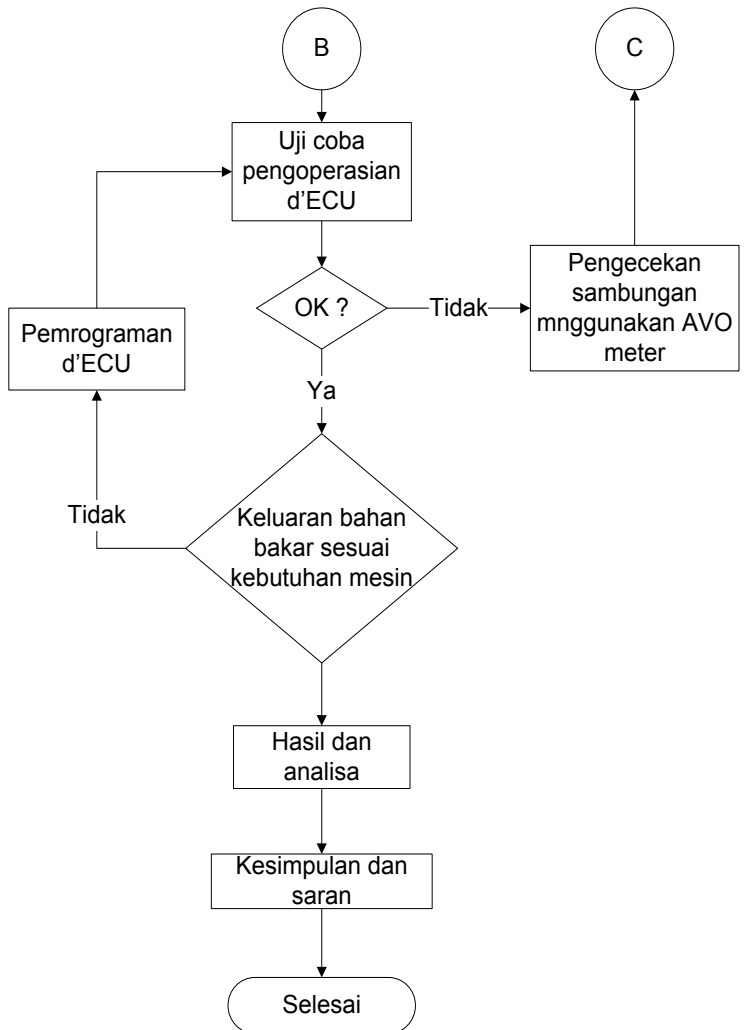 B
C
Uji coba
pengoperasian
d’ECU
OK ?
Tidak
Pengecekan
sambungan
mnggunakan AVO
meter
Pemrograman
d’ECU
Ya
Tidak
Keluaran bahan
bakar sesuai
kebutuhan mesin
Hasil dan
analisa
Kesimpulan dan
saran
Selesai